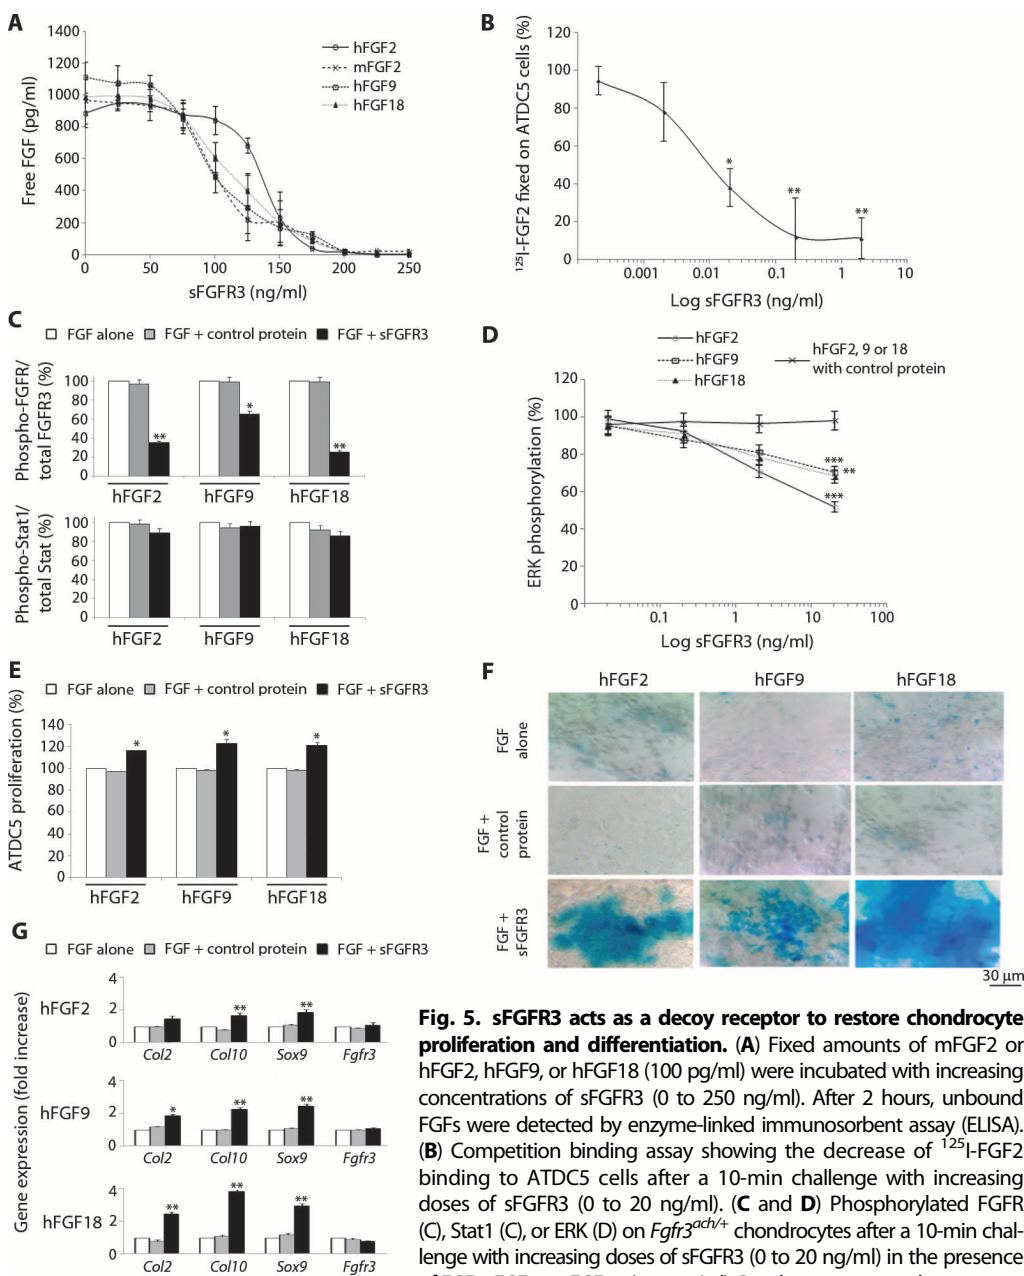 A
1400
1200
1000
800
600
400
200
0
Free FGF (pg/ml)
hFGF2
mFGF2
hFGF9
hFGF18
0 50 100 150 200 250
sFGFR3 (ng/ml)
B
120
100
80
60
40
20
0
¹²⁵I-FGF2 fixed on ATDC5 cells (%)
*
**
**
0.001 0.01 0.1 1 10
Log sFGFR3 (ng/ml)
C
FGF alone FGF + control protein FGF + sFGFR3
Phospho-FGFR/
total FGFR3 (%)
100
80
60
40
20
0
**
*
**
hFGF2 hFGF9 hFGF18
Phospho-Stat1/
total Stat (%)
100
80
60
40
20
0
hFGF2 hFGF9 hFGF18
D
hFGF2
hFGF9
hFGF18
hFGF2, 9 or 18
with control protein
120
100
80
60
40
20
0
ERK phosphorylation (%)
***
**
***
0.1 1 10 100
Log sFGFR3 (ng/ml)
E
FGF alone FGF + control protein FGF + sFGFR3
ATDC5 proliferation (%)
140
120
100
80
60
40
20
0
* * *
hFGF2 hFGF9 hFGF18
F
hFGF2 hFGF9 hFGF18
FGF
alone
FGF +
control
protein
FGF +
sFGFR3
30 μm
G
FGF alone FGF + control protein FGF + sFGFR3
Gene expression (fold increase)
hFGF2
4
2
0
** **
Col2 Col10 Sox9 Fgfr3
hFGF9
4
2
0
* ** **
Col2 Col10 Sox9 Fgfr3
hFGF18
4
2
0
** ** **
Col2 Col10 Sox9 Fgfr3
Fig. 5. sFGFR3 acts as a decoy receptor to restore chondrocyte
proliferation and differentiation. (A) Fixed amounts of mFGF2 or
hFGF2, hFGF9, or hFGF18 (100 pg/ml) were incubated with increasing
concentrations of sFGFR3 (0 to 250 ng/ml). After 2 hours, unbound
FGFs were detected by enzyme-linked immunosorbent assay (ELISA).
(B) Competition binding assay showing the decrease of ¹²⁵I-FGF2
binding to ATDC5 cells after a 10-min challenge with increasing
doses of sFGFR3 (0 to 20 ng/ml). (C and D) Phosphorylated FGFR
(C), Stat1 (C), or ERK (D) on Fgfr3ᵃᶜʰ/⁺ chondrocytes after a 10-min chal-
lenge with increasing doses of sFGFR3 (0 to 20 ng/ml) in the presence